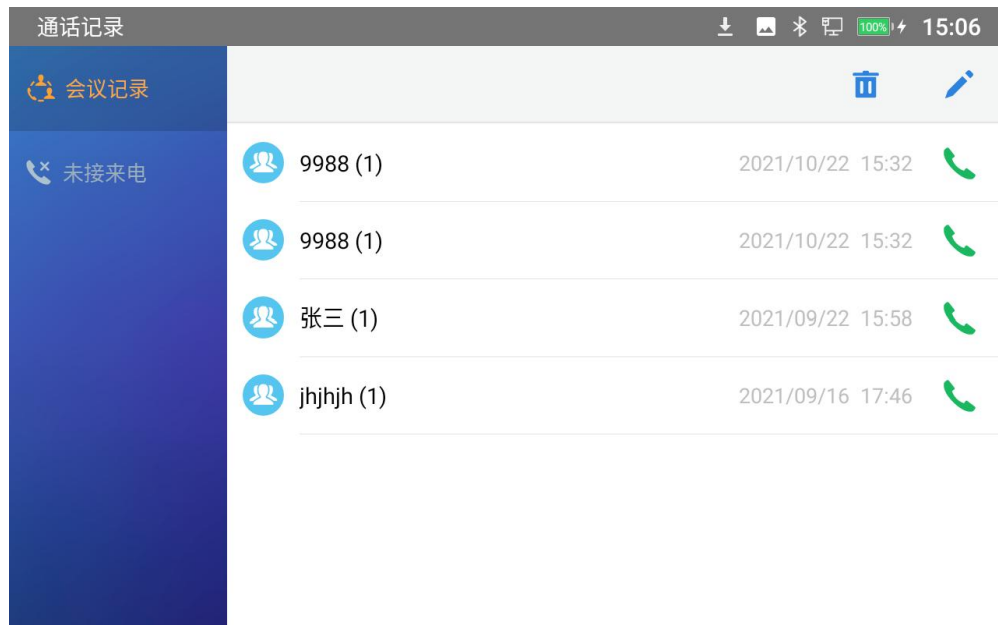 通话记录 100% 15:06
会议记录
未接来电
9988 (1) 2021/10/22 15:32
9988 (1) 2021/10/22 15:32
张三 (1) 2021/09/22 15:58
jhjhjh (1) 2021/09/16 17:46